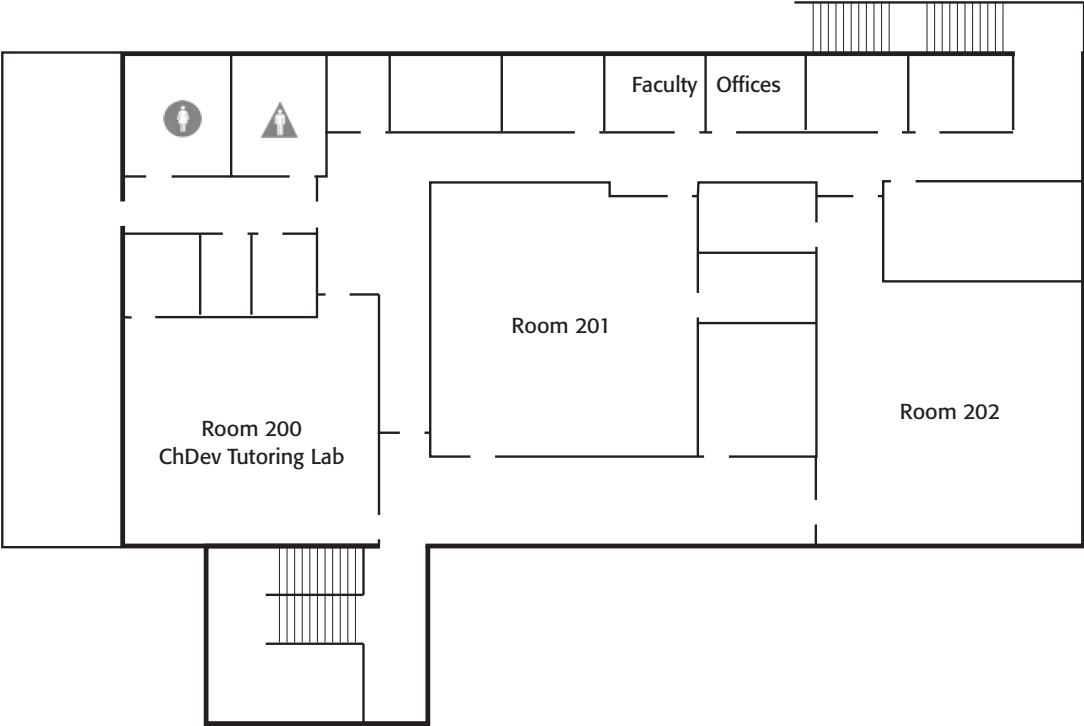 Faculty Offices
Room 201
Room 202
Room 200
ChDev Tutoring Lab